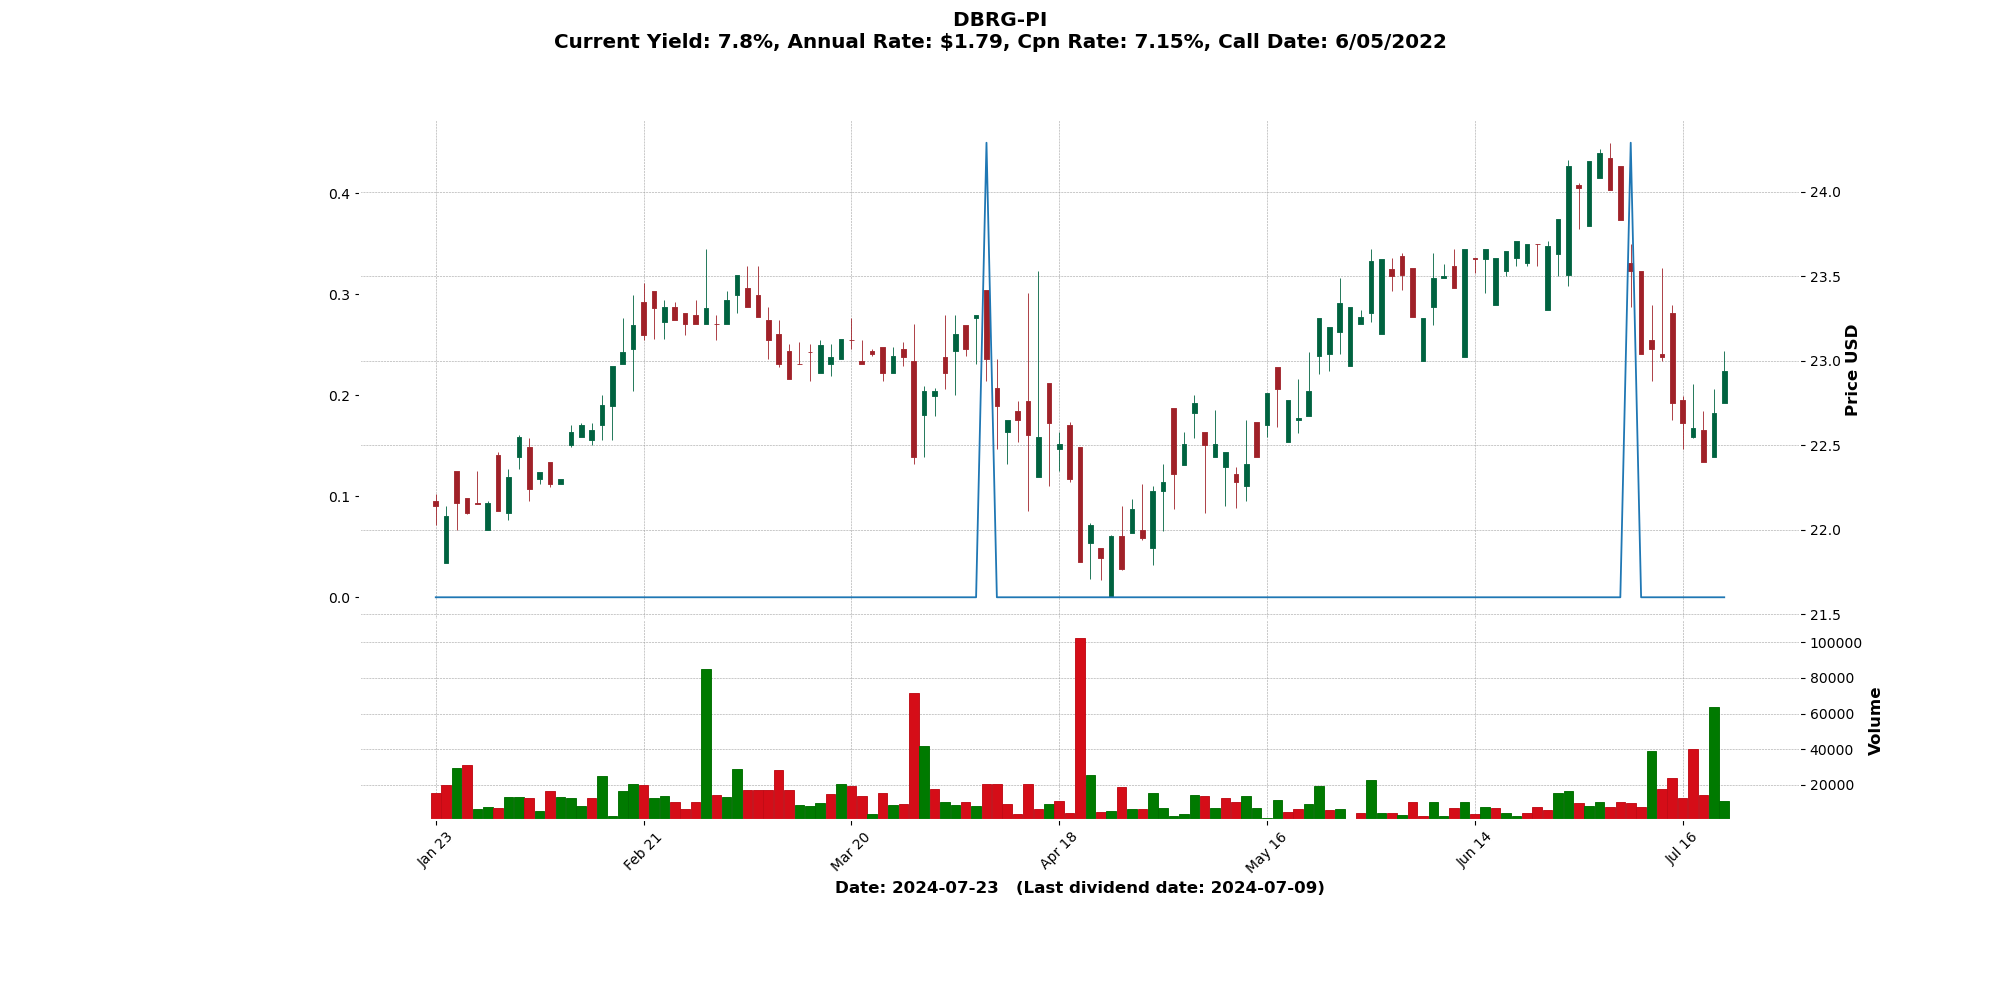 DBRG-PI
Current Yield: 7.8%, Annual Rate: $1.79, Cpn Rate: 7.15%, Call Date: 6/05/2022
0.4
0.3
0.2
0.1
0.0
24.0
23.5
23.0
22.5
22.0
21.5
Price USD
100000
80000
60000
40000
20000
Volume
Jan 23
Feb 21
Mar 20
Apr 18
May 16
Jun 14
Jul 16
Date: 2024-07-23   (Last dividend date: 2024-07-09)